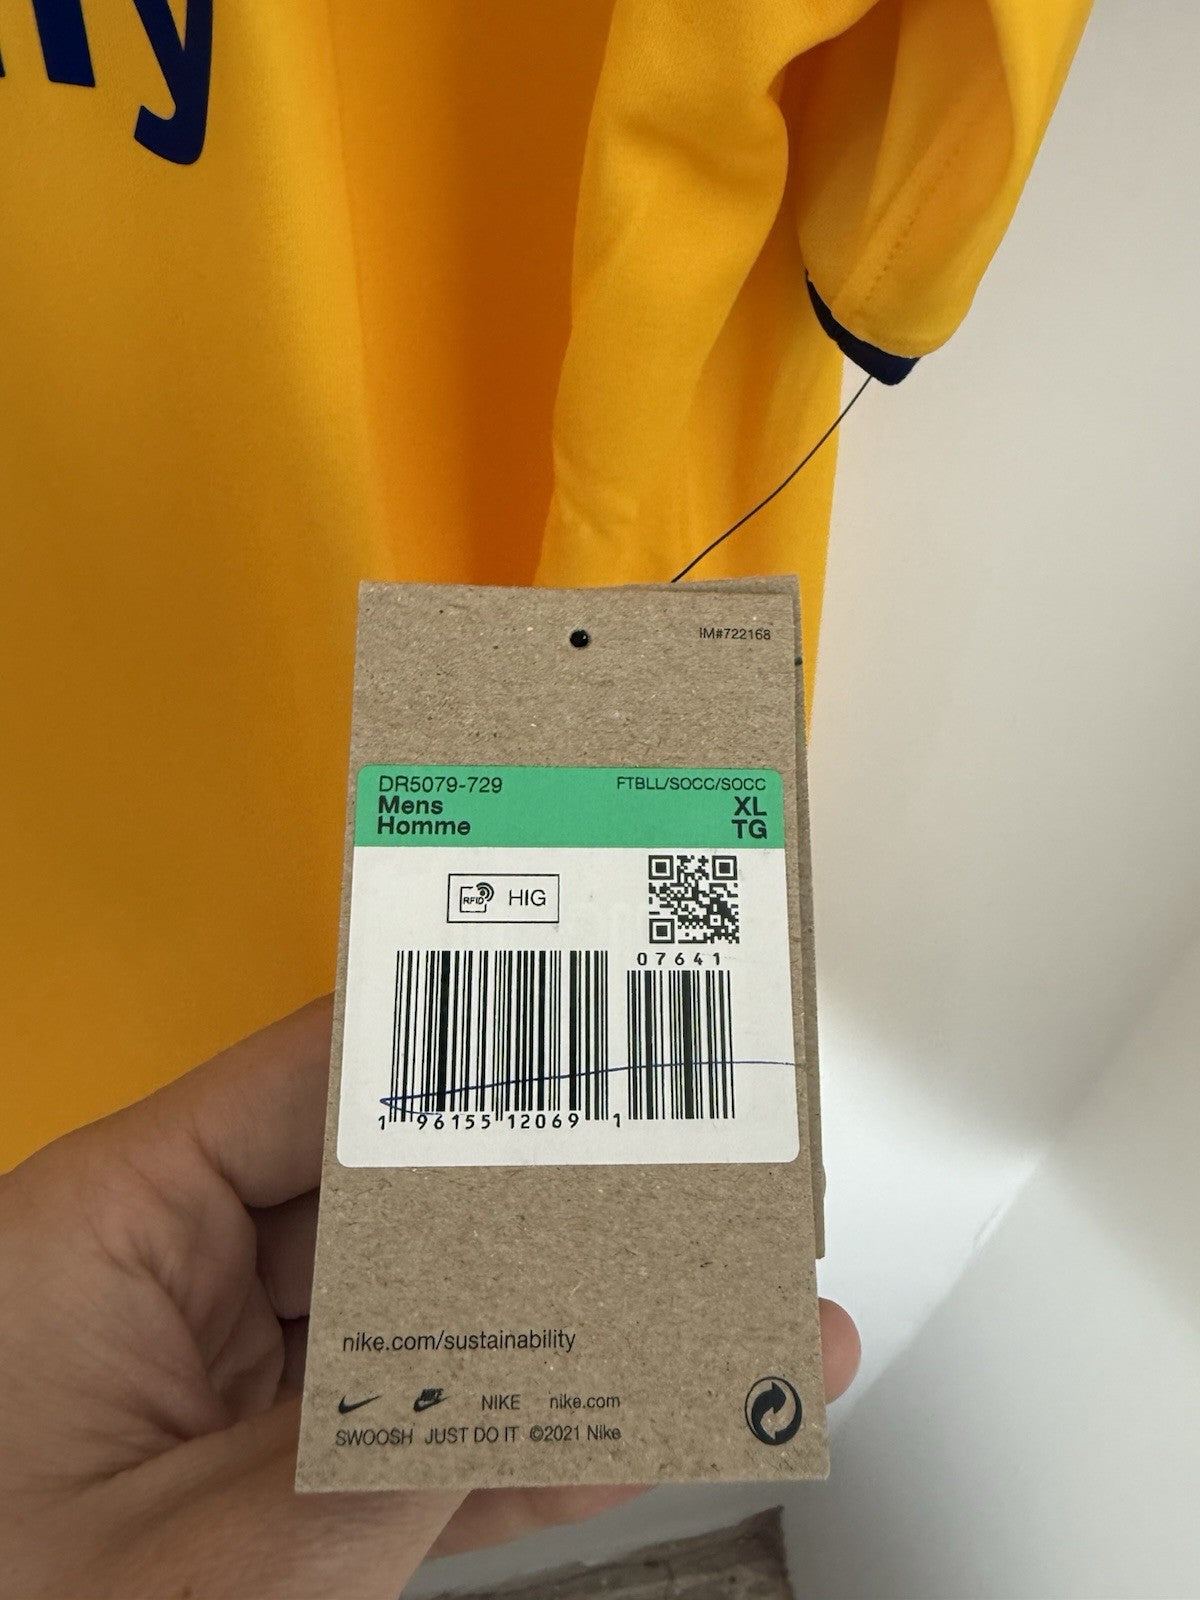 IM#722168
DR5079-729 FTBLL/SOCC/SOCC
Mens XL
Homme TG
RFID HIG
07641
1 96155 12069 1
nike.com/sustainability
NIKE NIKE nike.com
SWOOSH JUST DO IT ©2021 Nike